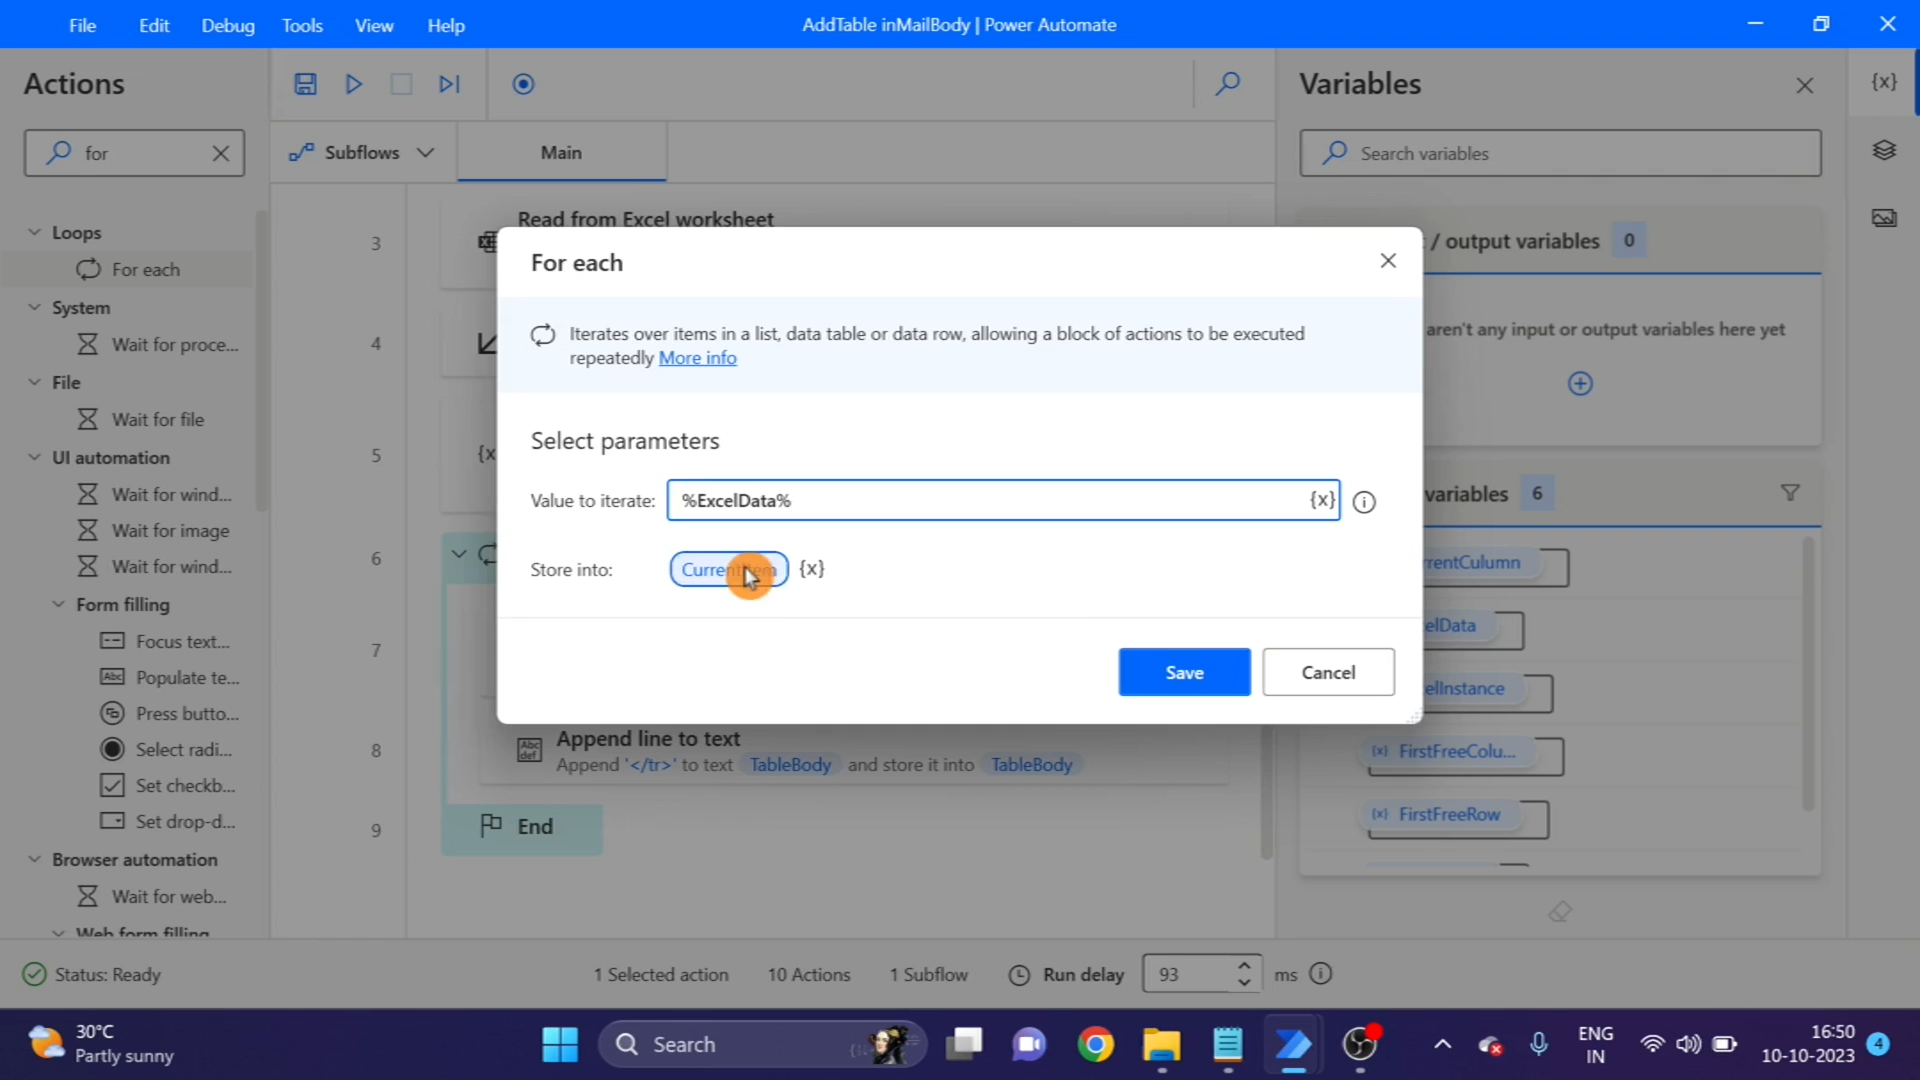 File Edit Debug Tools View Help
AddTable inMailBody | Power Automate
Actions
for
Loops
For each
System
Wait for proce...
File
Wait for file
UI automation
Wait for wind...
Wait for image
Wait for wind...
Form filling
Focus text...
Populate te...
Press butto...
Select radi...
Set checkb...
Set drop-d...
Browser automation
Wait for web...
Web form filling
Subflows
Main
3
Read from Excel worksheet
4
5
6
7
8
Append line to text
Append '</tr>' to text TableBody and store it into TableBody
9
End
For each
Iterates over items in a list, data table or data row, allowing a block of actions to be executed
repeatedly More info
Select parameters
Value to iterate: %ExcelData% {x}
Store into: CurrentItem {x}
Save
Cancel
Variables
{x}
Search variables
/ output variables 0
aren't any input or output variables here yet
variables 6
rrentColumn
elData
elInstance
{x} FirstFreeColu...
{x} FirstFreeRow
Status: Ready
1 Selected action
10 Actions
1 Subflow
Run delay 93 ms
30°C
Partly sunny
Search
ENG
IN
16:50
10-10-2023
4